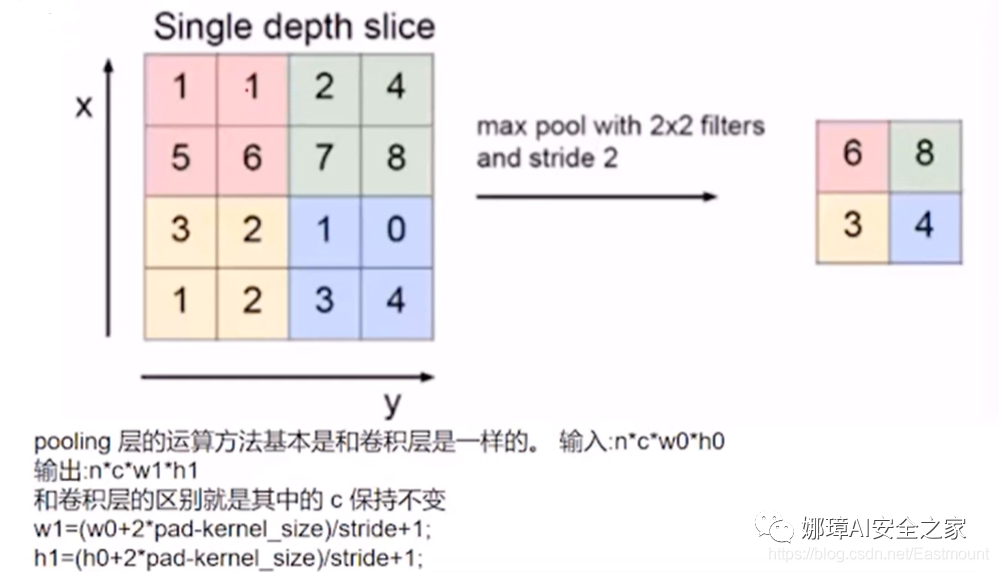 Single depth slice
x
1 1 2 4
5 6 7 8
3 2 1 0
1 2 3 4
y
max pool with 2x2 filters
and stride 2
6 8
3 4
pooling 层的运算方法基本是和卷积层是一样的。 输入:n*c*w0*h0
输出:n*c*w1*h1
和卷积层的区别就是其中的 c 保持不变
w1=(w0+2*pad-kernel_size)/stride+1;
h1=(h0+2*pad-kernel_size)/stride+1;
娜璋AI安全之家
https://blog.csdn.net/Eastmount